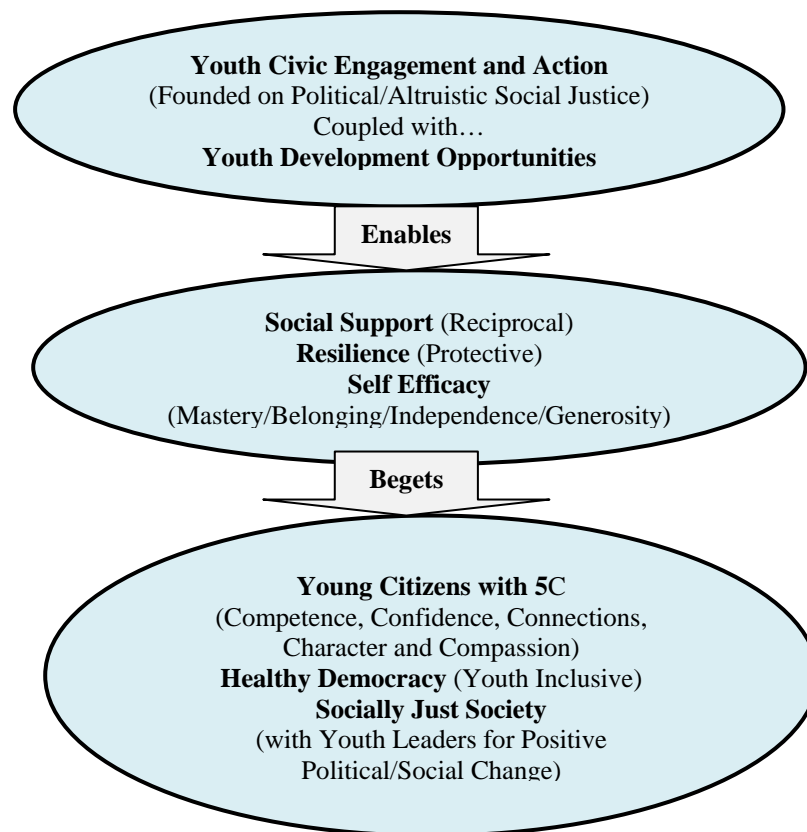 Youth Civic Engagement and Action
(Founded on Political/Altruistic Social Justice)
Coupled with…
Youth Development Opportunities
Enables
Social Support (Reciprocal)
Resilience (Protective)
Self Efficacy
(Mastery/Belonging/Independence/Generosity)
Begets
Young Citizens with 5C
(Competence, Confidence, Connections,
Character and Compassion)
Healthy Democracy (Youth Inclusive)
Socially Just Society
(with Youth Leaders for Positive
Political/Social Change)